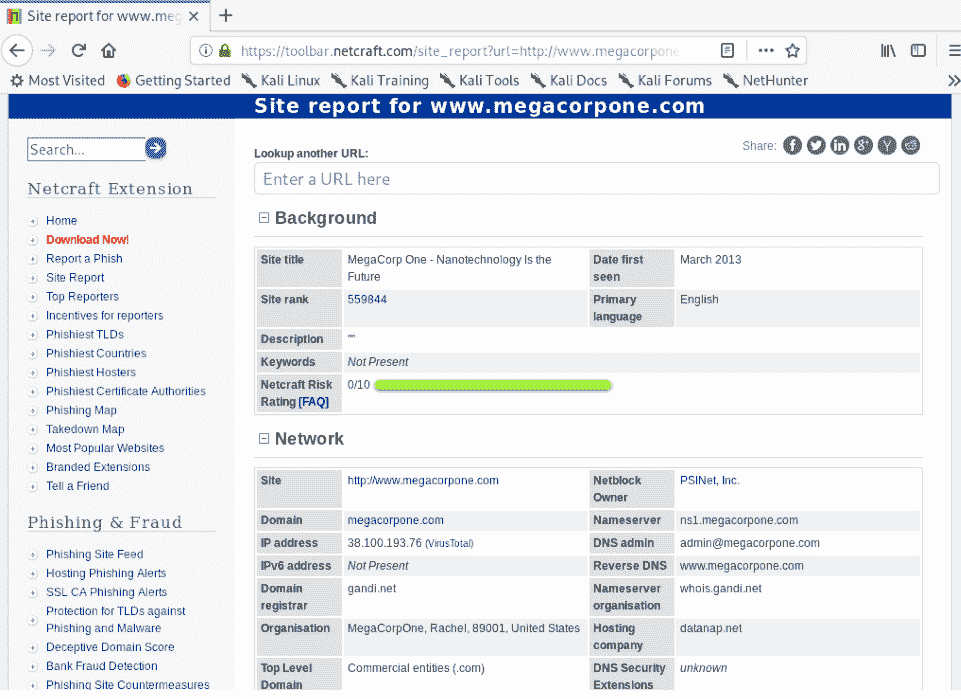 Site report for www.meg
https://toolbar.netcraft.com/site_report?url=http://www.megacorpone
Most Visited Getting Started Kali Linux Kali Training Kali Tools Kali Docs Kali Forums NetHunter
Site report for www.megacorpone.com
Search...
Netcraft Extension
Home
Download Now!
Report a Phish
Site Report
Top Reporters
Incentives for reporters
Phishiest TLDs
Phishiest Countries
Phishiest Hosters
Phishiest Certificate Authorities
Phishing Map
Takedown Map
Most Popular Websites
Branded Extensions
Tell a Friend
Phishing & Fraud
Phishing Site Feed
Hosting Phishing Alerts
SSL CA Phishing Alerts
Protection for TLDs against
Phishing and Malware
Deceptive Domain Score
Bank Fraud Detection
Phishing Site Countermeasures
Share:
Lookup another URL:
Enter a URL here
Background
Site title MegaCorp One - Nanotechnology Is the
Future
Date first
seen
March 2013
Site rank 559844
Primary
language
English
Description ""
Keywords Not Present
Netcraft Risk
Rating [FAQ]
0/10
Network
Site http://www.megacorpone.com
Netblock
Owner
PSINet, Inc.
Domain megacorpone.com Nameserver ns1.megacorpone.com
IP address 38.100.193.76 (VirusTotal) DNS admin admin@megacorpone.com
IPv6 address Not Present Reverse DNS www.megacorpone.com
Domain
registrar
gandi.net
Nameserver
organisation
whois.gandi.net
Organisation MegaCorpOne, Rachel, 89001, United States
Hosting
company
datanap.net
Top Level
Domain
Commercial entities (.com)
DNS Security
Extensions
unknown